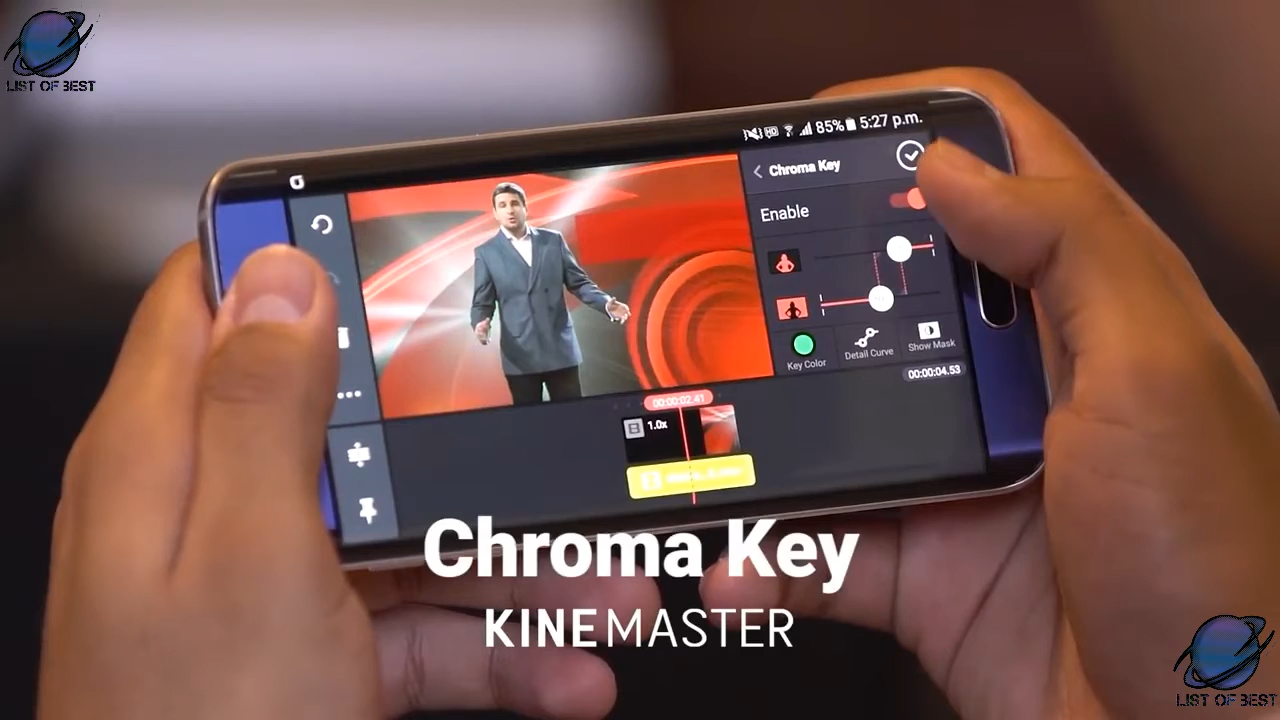 LIST OF BEST
85% 5:27 p.m.
Chroma Key
Enable
Key Color
Detail Curve
Show Mask
00:00:04.53
00:00:02.41
1.0x
Chroma Key
KINEMASTER
LIST OF BEST